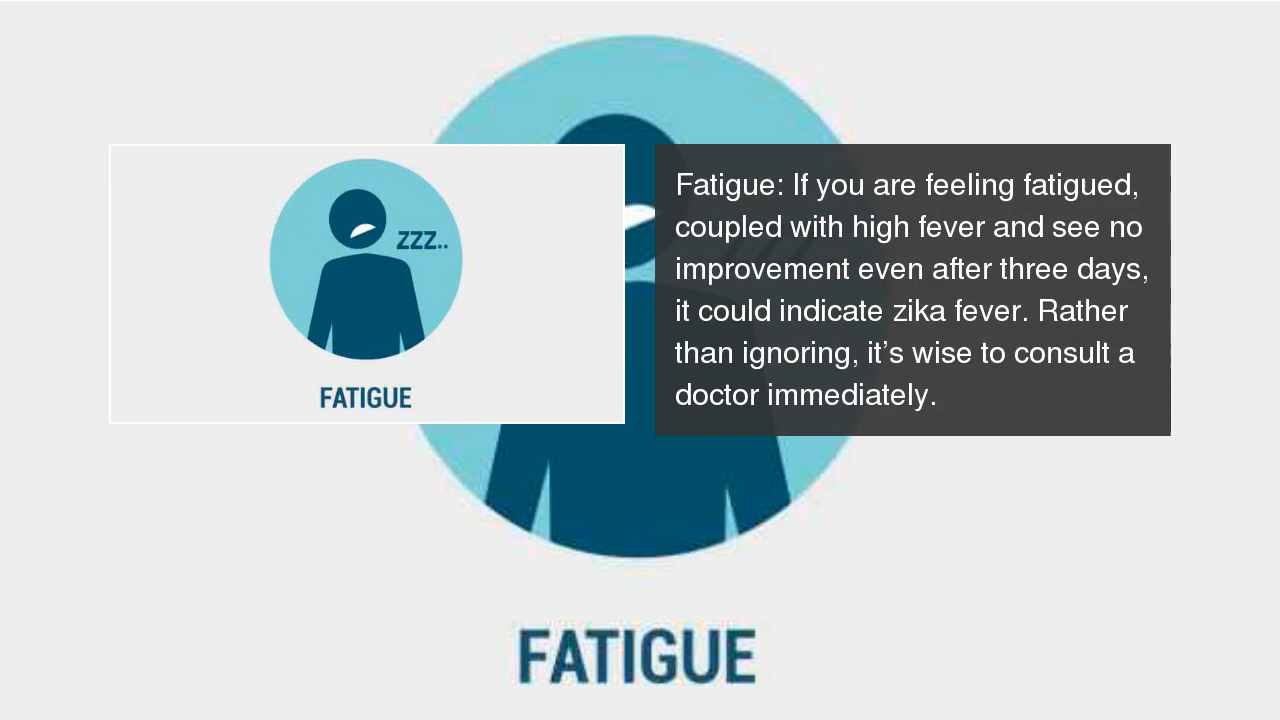 ZZZ..
FATIGUE
Fatigue: If you are feeling fatigued,
coupled with high fever and see no
improvement even after three days,
it could indicate zika fever. Rather
than ignoring, it’s wise to consult a
doctor immediately.
FATIGUE